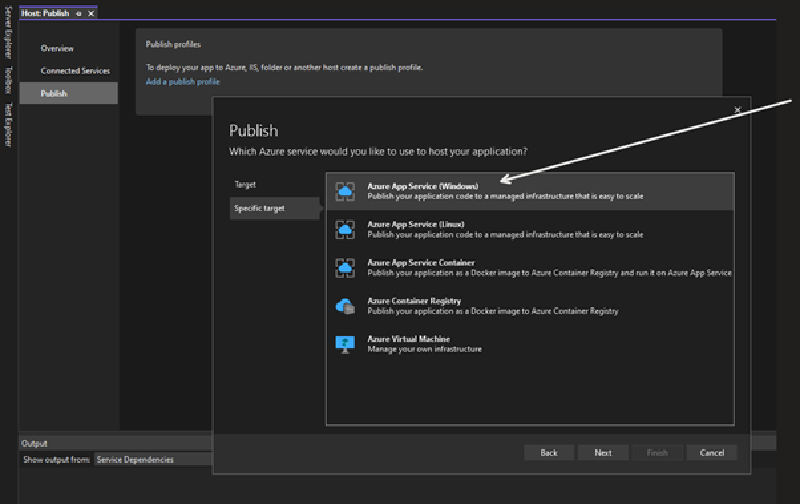 Server Explorer
Toolbox
Test Explorer
Host: Publish
Overview
Connected Services
Publish
Publish profiles
To deploy your app to Azure, IIS, folder or another host create a publish profile.
Add a publish profile
Publish
Which Azure service would you like to use to host your application?
Target
Specific target
Azure App Service (Windows)
Publish your application code to a managed infrastructure that is easy to scale
Azure App Service (Linux)
Publish your application code to a managed infrastructure that is easy to scale
Azure App Service Container
Publish your application as a Docker image to Azure Container Registry and run it on Azure App Service
Azure Container Registry
Publish your application as a Docker image to Azure Container Registry
Azure Virtual Machine
Manage your own infrastructure
Back
Next
Finish
Cancel
Output
Show output from: Service Dependencies